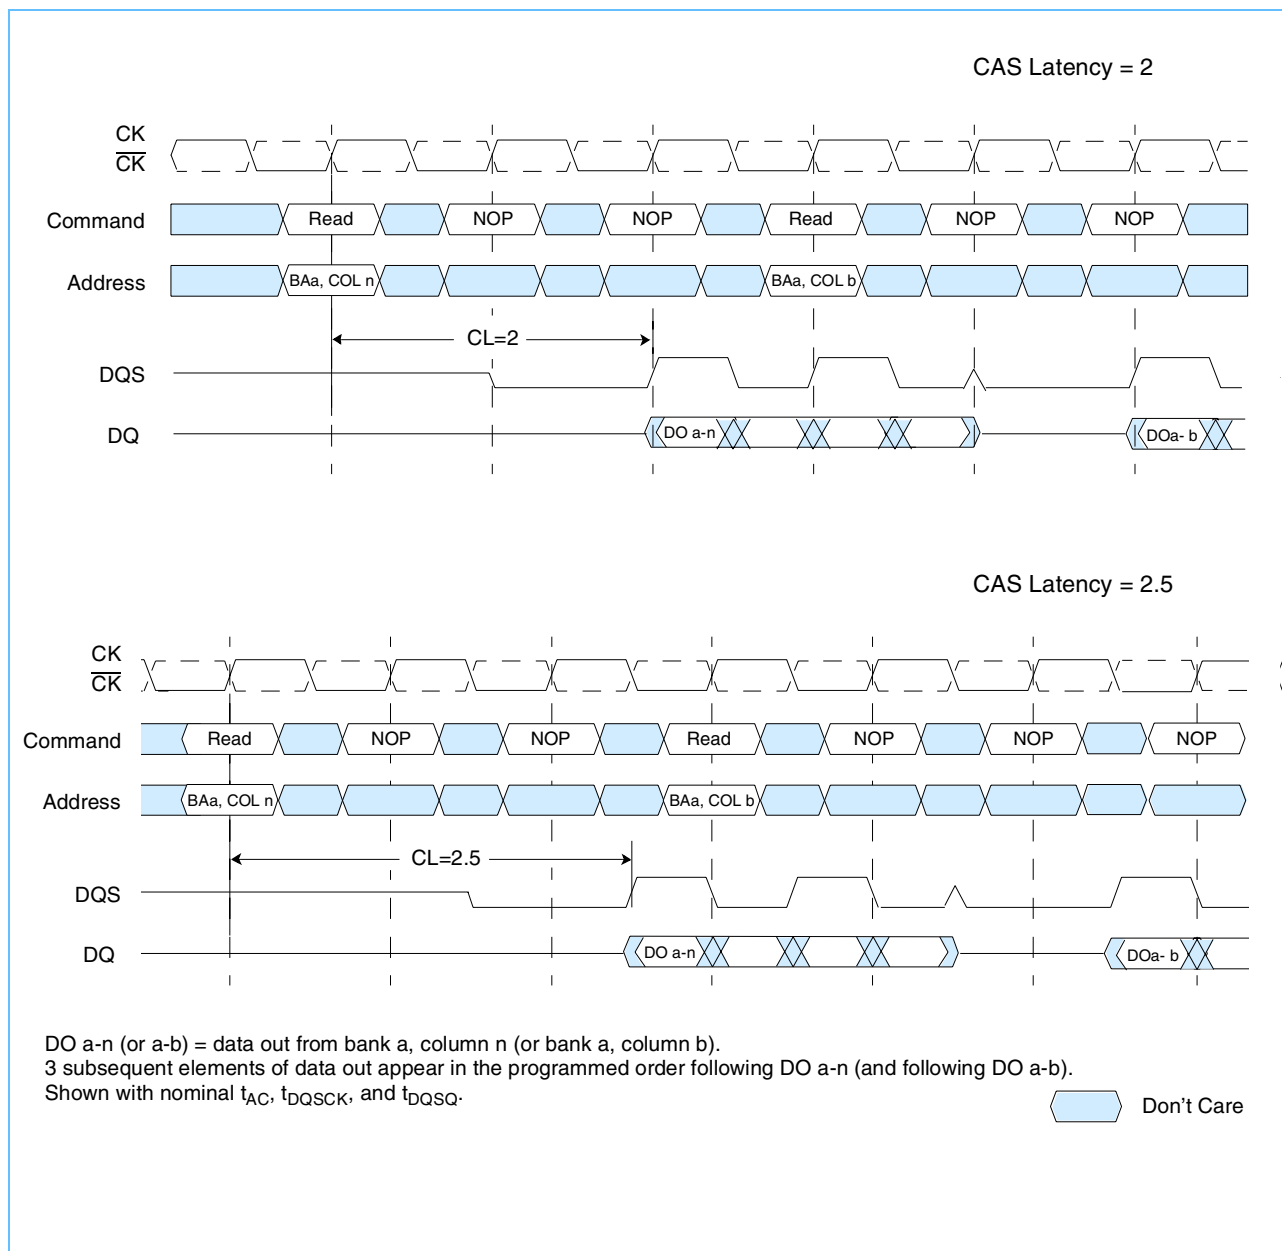 CAS Latency = 2
CK
CK
Command Read NOP NOP Read NOP NOP
Address BAa, COL n BAa, COL b
CL=2
DQS
DQ DO a-n DOa- b
CAS Latency = 2.5
CK
CK
Command Read NOP NOP Read NOP NOP NOP
Address BAa, COL n BAa, COL b
CL=2.5
DQS
DQ DO a-n DOa- b
DO a-n (or a-b) = data out from bank a, column n (or bank a, column b).
3 subsequent elements of data out appear in the programmed order following DO a-n (and following DO a-b).
Shown with nominal tAC, tDQSCK, and tDQSQ.
Don't Care